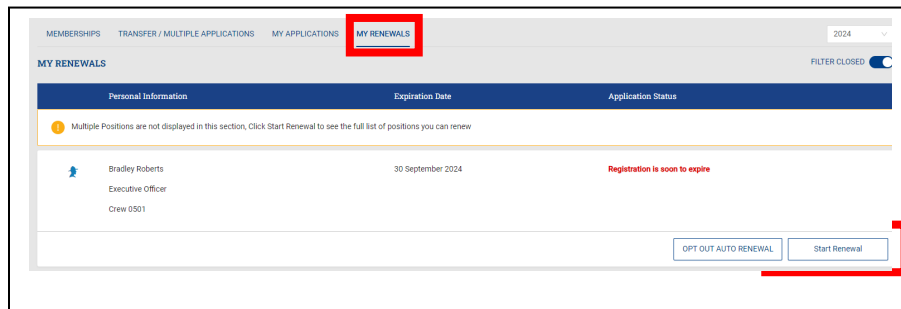 MEMBERSHIPS TRANSFER / MULTIPLE APPLICATIONS MY APPLICATIONS MY RENEWALS 2024
MY RENEWALS FILTER CLOSED
Personal Information Expiration Date Application Status
! Multiple Positions are not displayed in this section, Click Start Renewal to see the full list of positions you can renew
Bradley Roberts 30 September 2024 Registration is soon to expire
Executive Officer
Crew 0501
OPT OUT AUTO RENEWAL Start Renewal